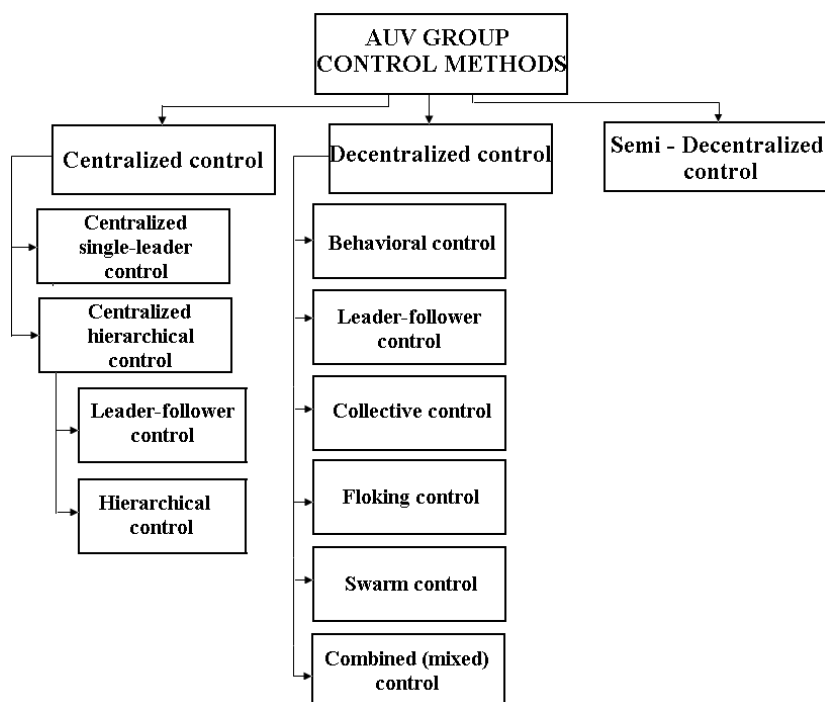 AUV GROUP
CONTROL METHODS
Centralized control
Decentralized control
Semi - Decentralized
control
Centralized
single-leader
control
Centralized
hierarchical
control
Leader-follower
control
Hierarchical
control
Behavioral control
Leader-follower
control
Collective control
Floking control
Swarm control
Combined (mixed)
control